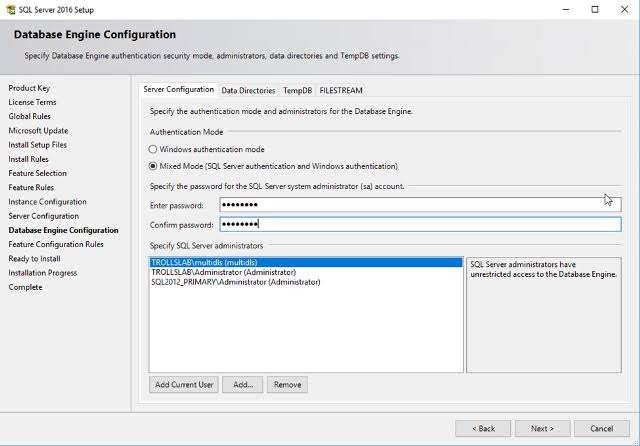 SQL Server 2016 Setup
Database Engine Configuration
Specify Database Engine authentication security mode, administrators, data directories and TempDB settings.
Product Key
License Terms
Global Rules
Microsoft Update
Install Setup Files
Install Rules
Feature Selection
Feature Rules
Instance Configuration
Server Configuration
Database Engine Configuration
Feature Configuration Rules
Ready to Install
Installation Progress
Complete
Server Configuration Data Directories TempDB FILESTREAM
Specify the authentication mode and administrators for the Database Engine.
Authentication Mode
Windows authentication mode
Mixed Mode (SQL Server authentication and Windows authentication)
Specify the password for the SQL Server system administrator (sa) account.
Enter password: ●●●●●●●●
Confirm password: ●●●●●●●●
Specify SQL Server administrators
TROLLSLAB\multidls (multidls)
TROLLSLAB\Administrator (Administrator)
SQL2012_PRIMARY\Administrator (Administrator)
SQL Server administrators have
unrestricted access to the Database Engine.
Add Current User Add... Remove
< Back Next > Cancel